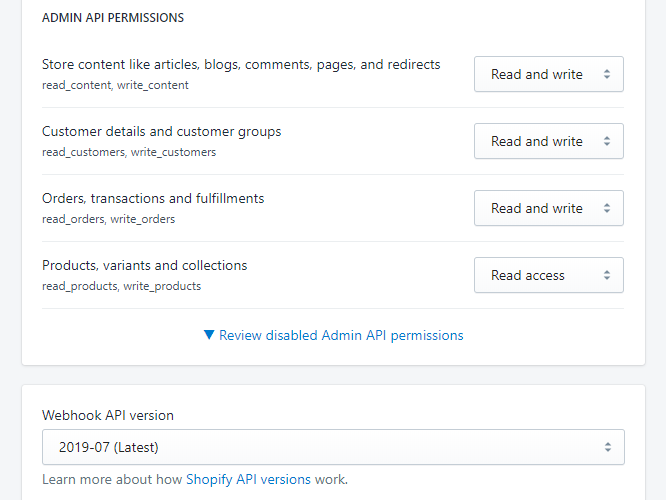 ADMIN API PERMISSIONS
Store content like articles, blogs, comments, pages, and redirects
read_content, write_content
Read and write
Customer details and customer groups
read_customers, write_customers
Read and write
Orders, transactions and fulfillments
read_orders, write_orders
Read and write
Products, variants and collections
read_products, write_products
Read access
▼ Review disabled Admin API permissions
Webhook API version
2019-07 (Latest)
Learn more about how Shopify API versions work.